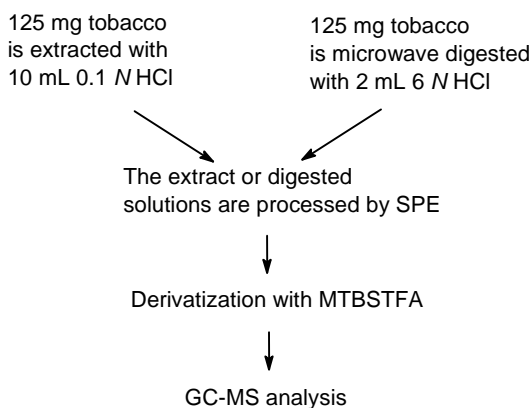 125 mg tobacco
is extracted with
10 mL 0.1 N HCl
125 mg tobacco
is microwave digested
with 2 mL 6 N HCl
The extract or digested
solutions are processed by SPE
Derivatization with MTBSTFA
GC-MS analysis